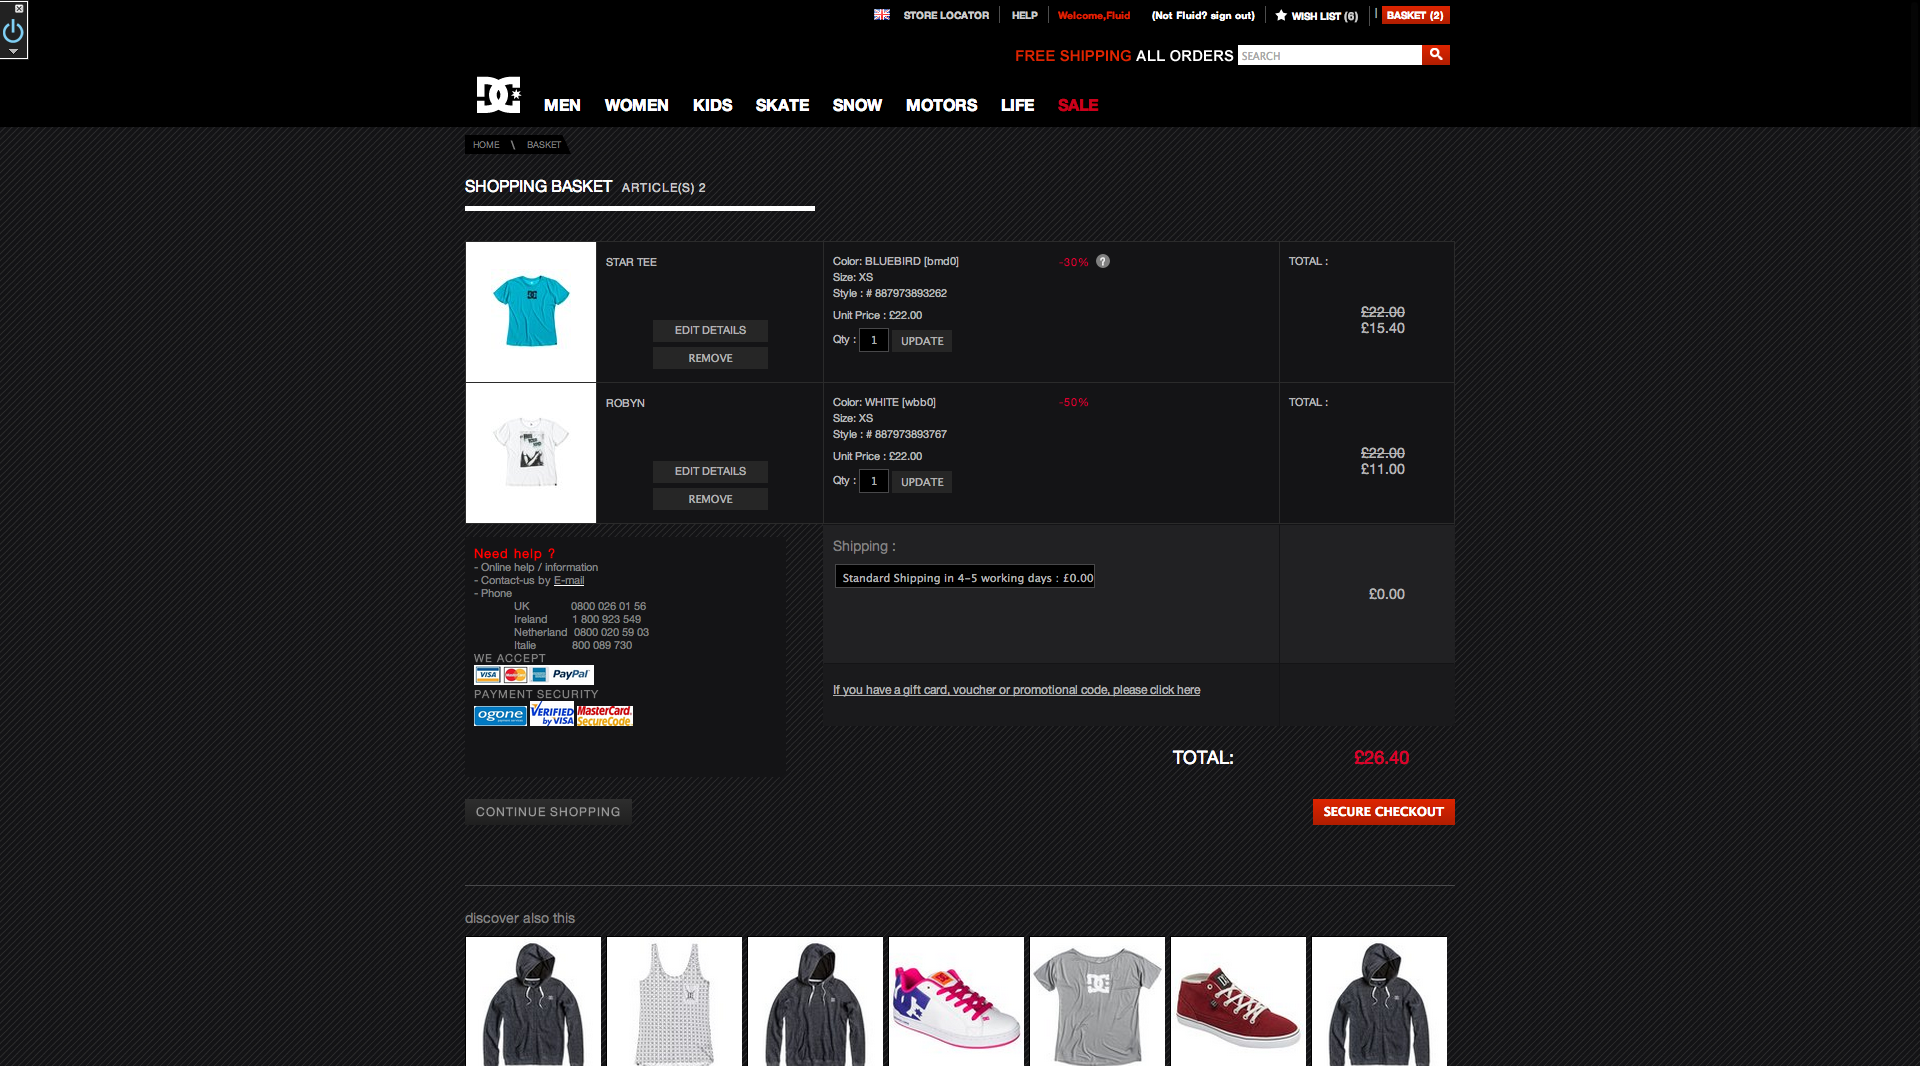 STORE LOCATOR HELP Welcome,Fluid (Not Fluid? sign out) WISH LIST (6) BASKET (2)
FREE SHIPPING ALL ORDERS SEARCH
DC MEN WOMEN KIDS SKATE SNOW MOTORS LIFE SALE
HOME \ BASKET
SHOPPING BASKET ARTICLE(S) 2
STAR TEE
EDIT DETAILS
REMOVE
Color: BLUEBIRD [bmd0]
Size: XS
Style : # 887973893262
Unit Price : £22.00
Qty : 1 UPDATE
-30% ?
TOTAL :
£22.00
£15.40
ROBYN
EDIT DETAILS
REMOVE
Color: WHITE [wbb0]
Size: XS
Style : # 887973893767
Unit Price : £22.00
Qty : 1 UPDATE
-50%
TOTAL :
£22.00
£11.00
Need help ?
- Online help / information
- Contact-us by E-mail
- Phone
UK 0800 026 01 56
Ireland 1 800 923 549
Netherland 0800 020 59 03
Italie 800 089 730
WE ACCEPT
VISA MasterCard PayPal
PAYMENT SECURITY
ogone VERIFIED by VISA MasterCard. SecureCode.
Shipping :
Standard Shipping in 4-5 working days : £0.00
£0.00
If you have a gift card, voucher or promotional code, please click here
TOTAL: £26.40
CONTINUE SHOPPING
SECURE CHECKOUT
discover also this